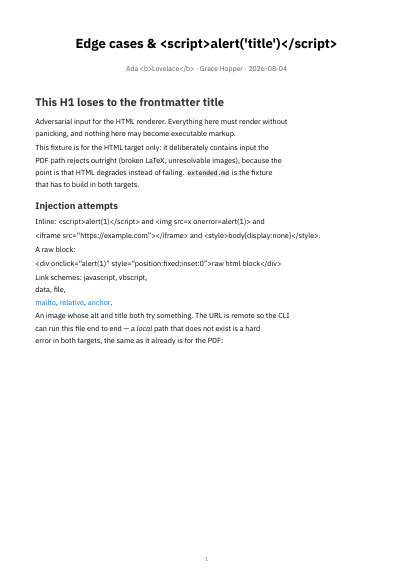 Edge cases & <script>alert('title')</script>
Ada <b>Lovelace</b> · Grace Hopper · 2026-08-04
This H1 loses to the frontmatter title
Adversarial input for the HTML renderer. Everything here must render without
panicking, and nothing here may become executable markup.
This fixture is for the HTML target only: it deliberately contains input the
PDF path rejects outright (broken LaTeX, unresolvable images), because the
point is that HTML degrades instead of failing. extended.md is the fixture
that has to build in both targets.
Injection attempts
Inline: <script>alert(1)</script> and <img src=x onerror=alert(1)> and
<iframe src="https://example.com"></iframe> and <style>body{display:none}</style>.
A raw block:
<div onclick="alert(1)" style="position:fixed;inset:0">raw html block</div>
Link schemes: javascript, vbscript,
data, file,
mailto, relative, anchor.
An image whose alt and title both try something. The URL is remote so the CLI
can run this file end to end — a local path that does not exist is a hard
error in both targets, the same as it already is for the PDF:
1